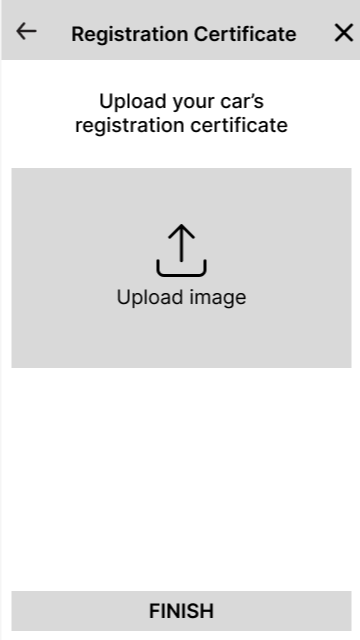 Registration Certificate
Upload your car’s
registration certificate
Upload image
FINISH